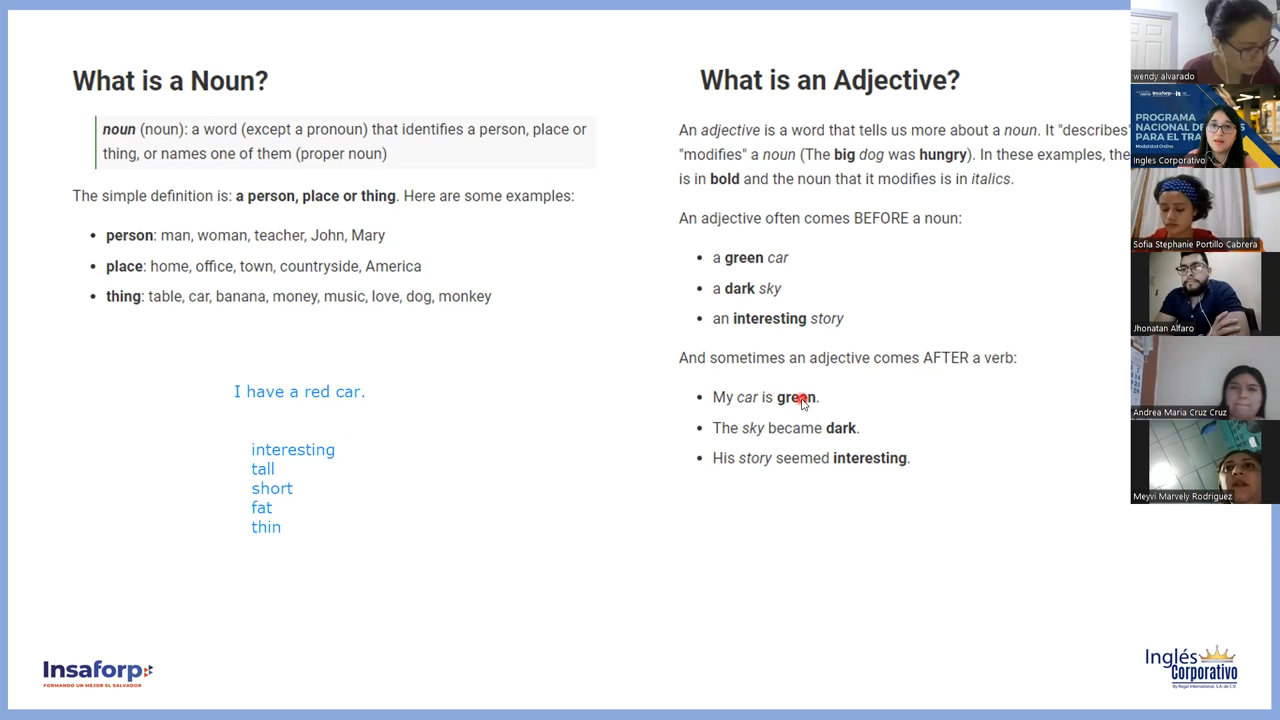 What is a Noun?
noun (noun): a word (except a pronoun) that identifies a person, place or
thing, or names one of them (proper noun)
The simple definition is: a person, place or thing. Here are some examples:
• person: man, woman, teacher, John, Mary
• place: home, office, town, countryside, America
• thing: table, car, banana, money, music, love, dog, monkey
I have a red car.
interesting
tall
short
fat
thin
What is an Adjective?
An adjective is a word that tells us more about a noun. It "describes"
"modifies" a noun (The big dog was hungry). In these examples, the
is in bold and the noun that it modifies is in italics.
An adjective often comes BEFORE a noun:
• a green car
• a dark sky
• an interesting story
And sometimes an adjective comes AFTER a verb:
• My car is green.
• The sky became dark.
• His story seemed interesting.
wendy alvarado
Insaforp
PROGRAMA
NACIONAL DE
PARA EL TRA
Modalidad Online
Ingles Corporativo
Sofia Stephanie Portillo Cabrera
Jhonatan Alfaro
Andrea Maria Cruz Cruz
Meyvi Marvely Rodriguez
Insaforp
FORMANDO UN MEJOR EL SALVADOR
Inglés
Corporativo
By Regal International, S.A. de C.V.